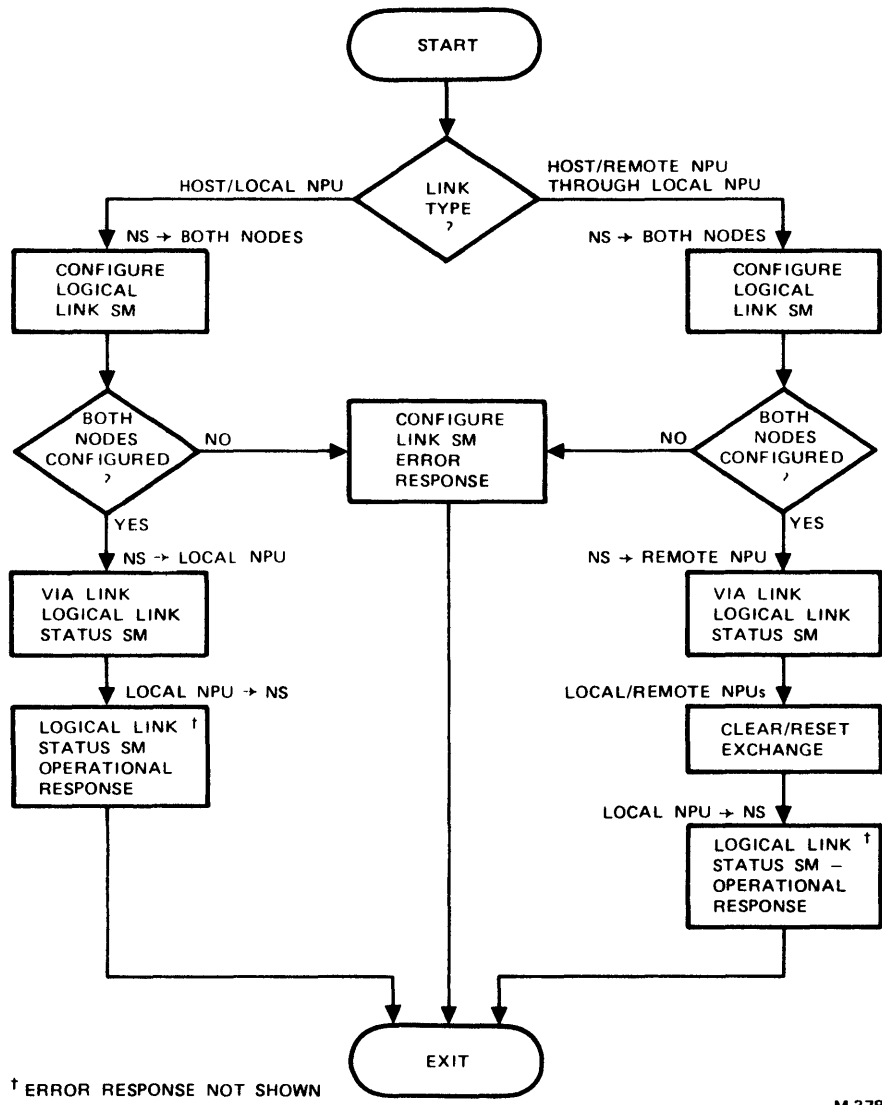 START
LINK
TYPE
?
HOST/LOCAL NPU
HOST/REMOTE NPU
THROUGH LOCAL NPU
NS → BOTH NODES
CONFIGURE
LOGICAL
LINK SM
NS → BOTH NODES
CONFIGURE
LOGICAL
LINK SM
BOTH
NODES
CONFIGURED
?
NO
CONFIGURE
LINK SM
ERROR
RESPONSE
NO
BOTH
NODES
CONFIGURED
?
YES
NS → LOCAL NPU
VIA LINK
LOGICAL LINK
STATUS SM
YES
NS → REMOTE NPU
VIA LINK
LOGICAL LINK
STATUS SM
LOCAL NPU → NS
LOGICAL LINK †
STATUS SM
OPERATIONAL
RESPONSE
LOCAL/REMOTE NPUs
CLEAR/RESET
EXCHANGE
LOCAL NPU → NS
LOGICAL LINK †
STATUS SM –
OPERATIONAL
RESPONSE
EXIT
† ERROR RESPONSE NOT SHOWN